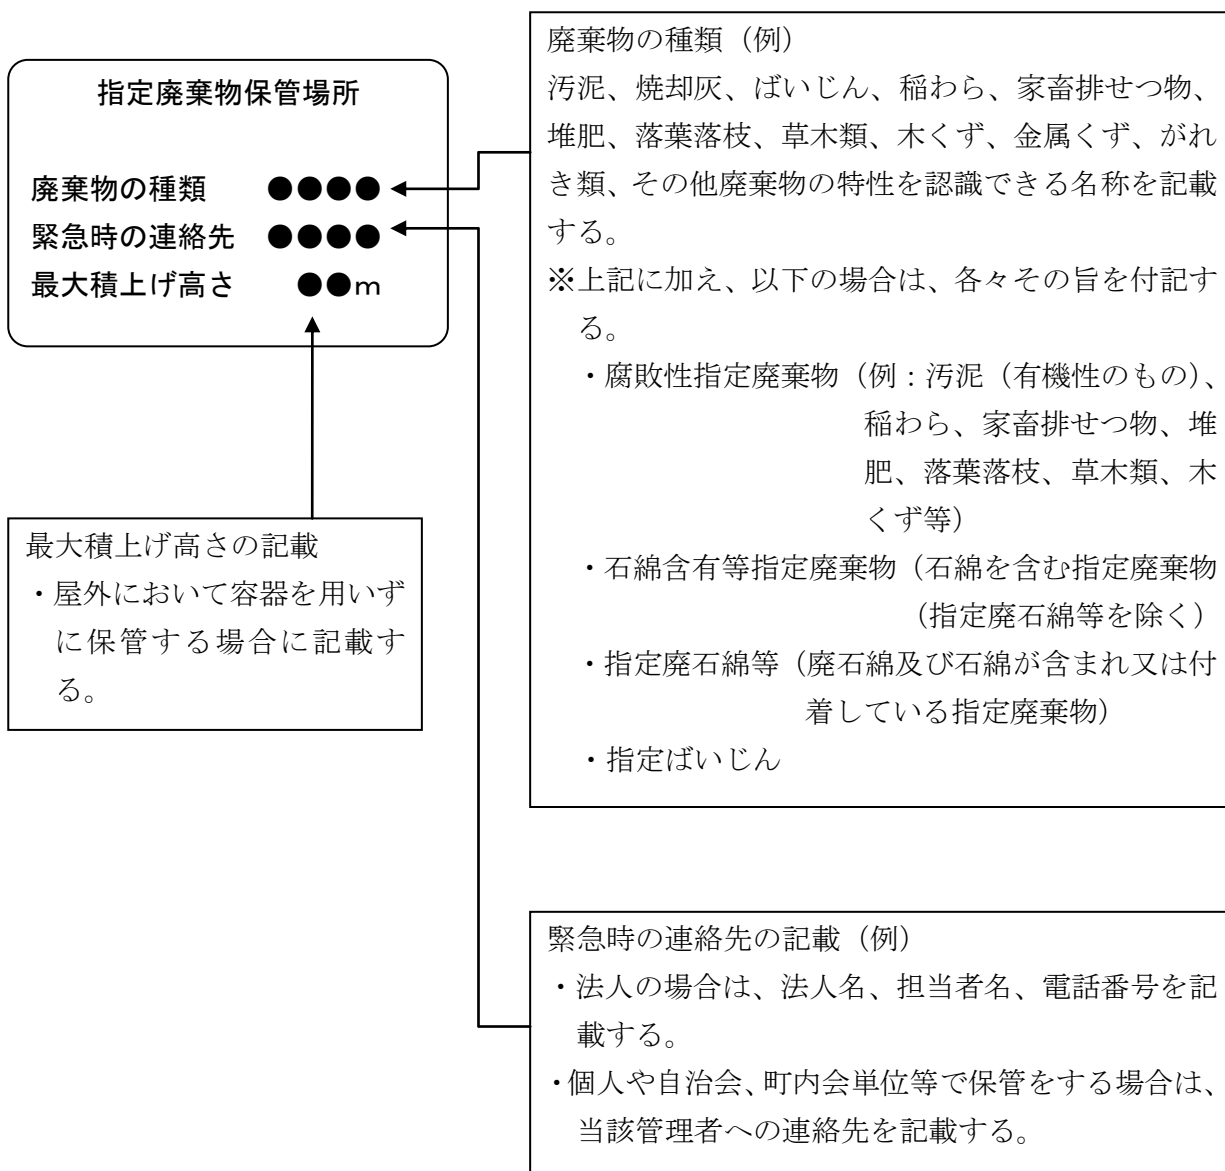 指定廃棄物保管場所
廃棄物の種類　●●●●
緊急時の連絡先　●●●●
最大積上げ高さ　●●m
最大積上げ高さの記載
・屋外において容器を用いず
に保管する場合に記載す
る。
廃棄物の種類（例）
汚泥、焼却灰、ばいじん、稲わら、家畜排せつ物、
堆肥、落葉落枝、草木類、木くず、金属くず、がれ
き類、その他廃棄物の特性を認識できる名称を記載
する。
※上記に加え、以下の場合は、各々その旨を付記す
る。
・腐敗性指定廃棄物（例：汚泥（有機性のもの）、
稲わら、家畜排せつ物、堆
肥、落葉落枝、草木類、木
くず等）
・石綿含有等指定廃棄物（石綿を含む指定廃棄物
（指定廃石綿等を除く）
・指定廃石綿等（廃石綿及び石綿が含まれ又は付
着している指定廃棄物）
・指定ばいじん
緊急時の連絡先の記載（例）
・法人の場合は、法人名、担当者名、電話番号を記
載する。
・個人や自治会、町内会単位等で保管をする場合は、
当該管理者への連絡先を記載する。